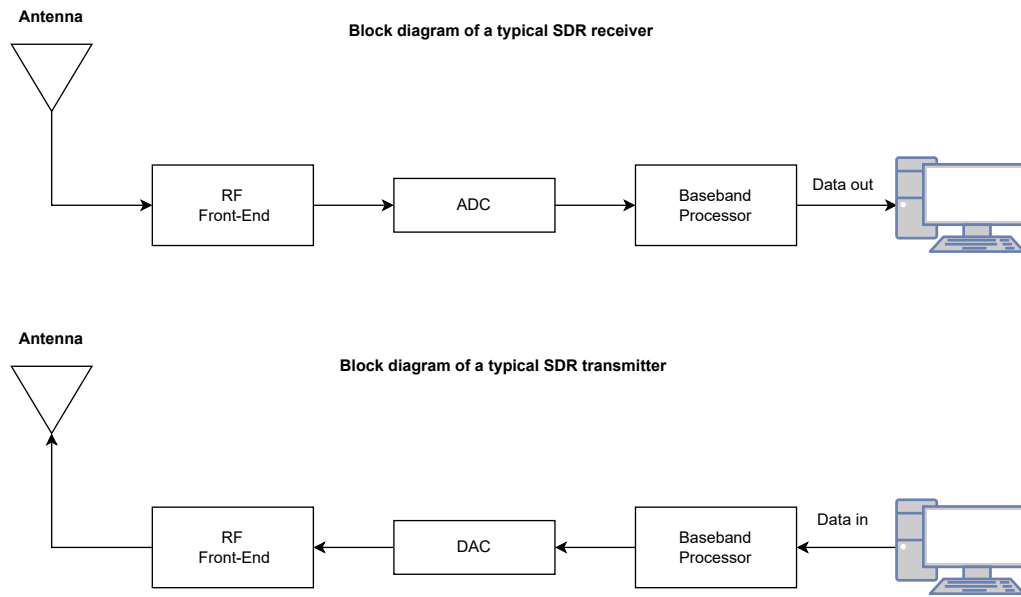 Antenna
Block diagram of a typical SDR receiver
RF
Front-End
ADC
Baseband
Processor
Data out
Antenna
Block diagram of a typical SDR transmitter
RF
Front-End
DAC
Baseband
Processor
Data in